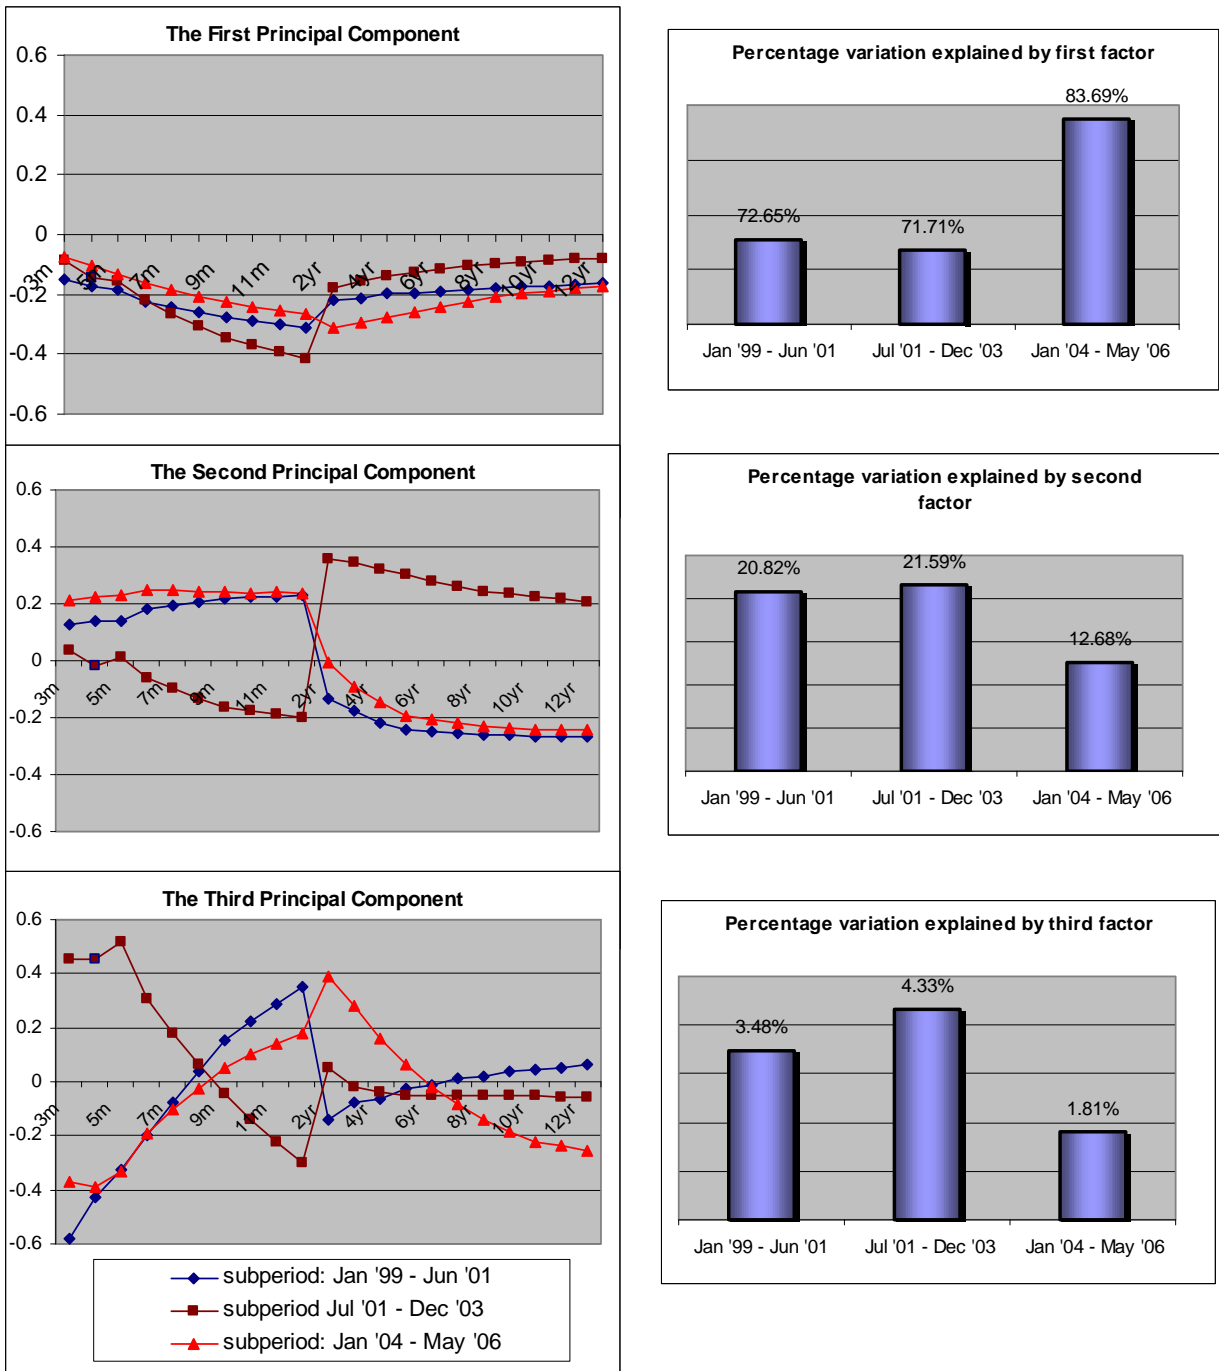 The First Principal Component
0.6
0.4
0.2
0
-0.2
-0.4
-0.6
3m
5m
7m
9m
11m
2yr
4yr
6yr
8yr
10yr
12yr
Percentage variation explained by first factor
72.65%
71.71%
83.69%
Jan '99 - Jun '01
Jul '01 - Dec '03
Jan '04 - May '06
The Second Principal Component
0.6
0.4
0.2
0
-0.2
-0.4
-0.6
3m
5m
7m
9m
11m
2yr
4yr
6yr
8yr
10yr
12yr
Percentage variation explained by second
factor
20.82%
21.59%
12.68%
Jan '99 - Jun '01
Jul '01 - Dec '03
Jan '04 - May '06
The Third Principal Component
0.6
0.4
0.2
0
-0.2
-0.4
-0.6
3m
5m
7m
9m
11m
2yr
4yr
6yr
8yr
10yr
12yr
Percentage variation explained by third factor
3.48%
4.33%
1.81%
Jan '99 - Jun '01
Jul '01 - Dec '03
Jan '04 - May '06
subperiod: Jan '99 - Jun '01
subperiod Jul '01 - Dec '03
subperiod: Jan '04 - May '06